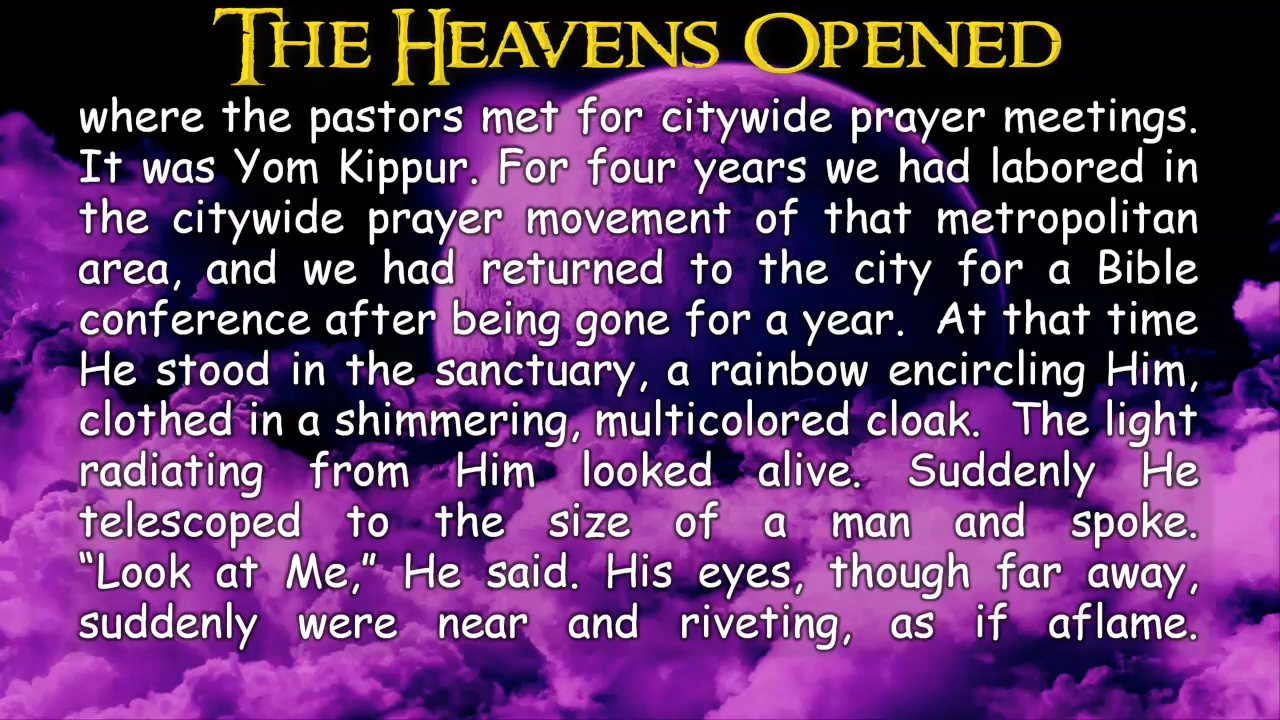 THE HEAVENS OPENED
where the pastors met for citywide prayer meetings.
It was Yom Kippur. For four years we had labored in
the citywide prayer movement of that metropolitan
area, and we had returned to the city for a Bible
conference after being gone for a year.  At that time
He stood in the sanctuary, a rainbow encircling Him,
clothed in a shimmering, multicolored cloak.  The light
radiating from Him looked alive. Suddenly He
telescoped to the size of a man and spoke.
“Look at Me,” He said. His eyes, though far away,
suddenly were near and riveting, as if aflame.